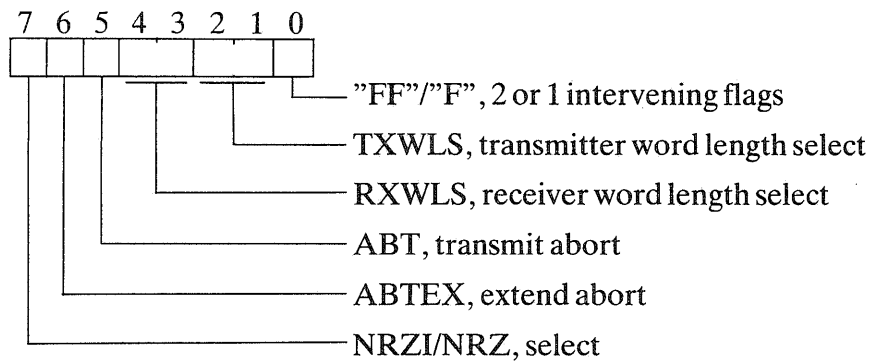 7 6 5 4 3 2 1 0
"FF"/"F", 2 or 1 intervening flags
TXWLS, transmitter word length select
RXWLS, receiver word length select
ABT, transmit abort
ABTEX, extend abort
NRZI/NRZ, select